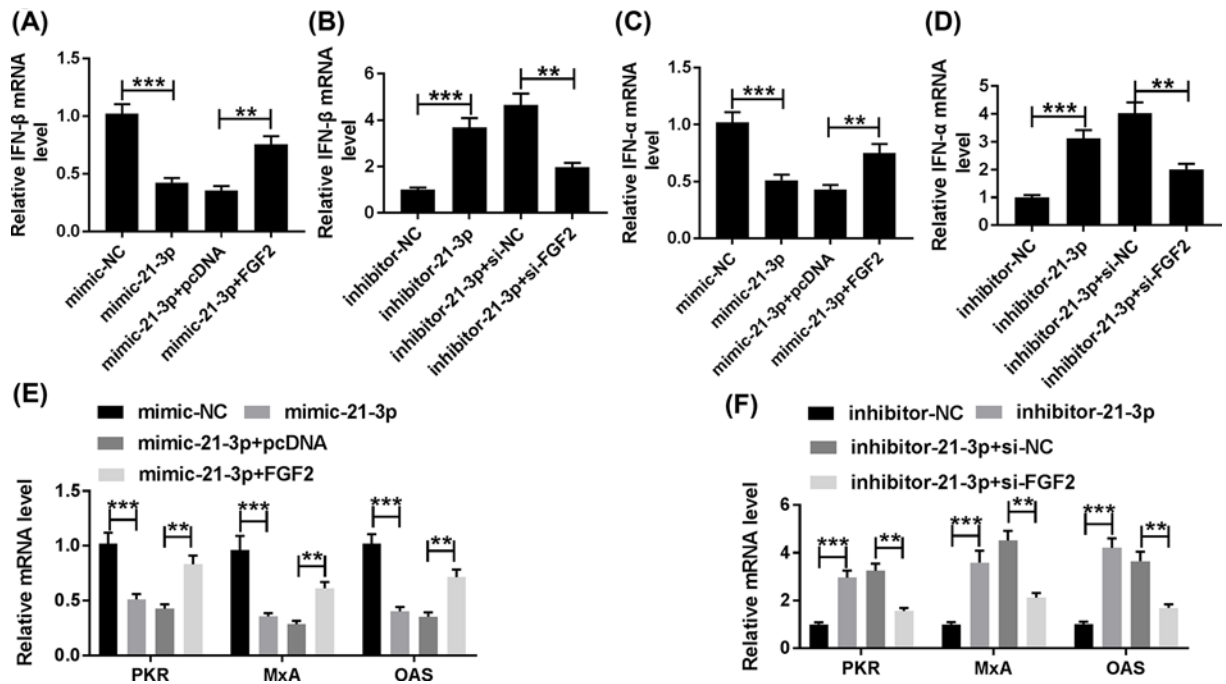 (A)
Relative IFN-β mRNA
level
1.5
1.0
0.5
0.0
***
**
mimic-NC
mimic-21-3p
mimic-21-3p+pcDNA
mimic-21-3p+FGF2
(B)
Relative IFN-β mRNA
level
6
4
2
0
***
**
inhibitor-NC
inhibitor-21-3p
inhibitor-21-3p+si-NC
inhibitor-21-3p+si-FGF2
(C)
Relative IFN-α mRNA
level
1.5
1.0
0.5
0.0
***
**
mimic-NC
mimic-21-3p
mimic-21-3p+pcDNA
mimic-21-3p+FGF2
(D)
Relative IFN-α mRNA
level
5
4
3
2
1
0
***
**
inhibitor-NC
inhibitor-21-3p
inhibitor-21-3p+si-NC
inhibitor-21-3p+si-FGF2
(E)
mimic-NC mimic-21-3p
mimic-21-3p+pcDNA
mimic-21-3p+FGF2
Relative mRNA level
1.5
1.0
0.5
0.0
*** ** *** ** *** **
PKR MxA OAS
(F)
inhibitor-NC inhibitor-21-3p
inhibitor-21-3p+si-NC
inhibitor-21-3p+si-FGF2
Relative mRNA level
6
4
2
0
*** ** *** ** *** **
PKR MxA OAS